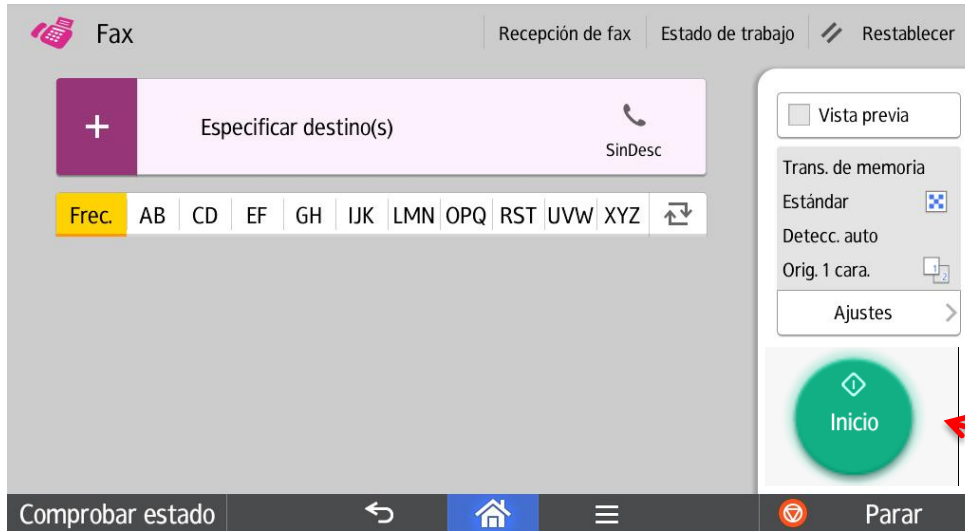 Fax
Recepción de fax
Estado de trabajo
Restablecer
+
Especificar destino(s)
SinDesc
Frec. AB CD EF GH IJK LMN OPQ RST UVW XYZ
Vista previa
Trans. de memoria
Estándar
Detecc. auto
Orig. 1 cara.
1 2
Ajustes
Inicio
Comprobar estado
Parar